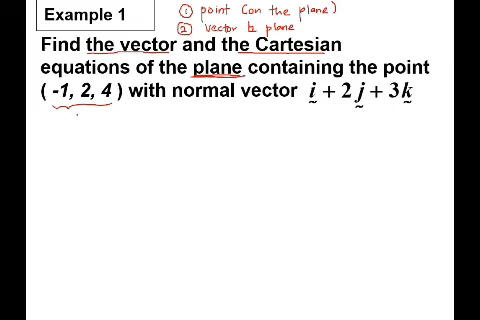 Example 1
① point (on the plane)
② vector ⊥ plane
Find the vector and the Cartesian
equations of the plane containing the point
( -1, 2, 4 ) with normal vector i + 2 j + 3k